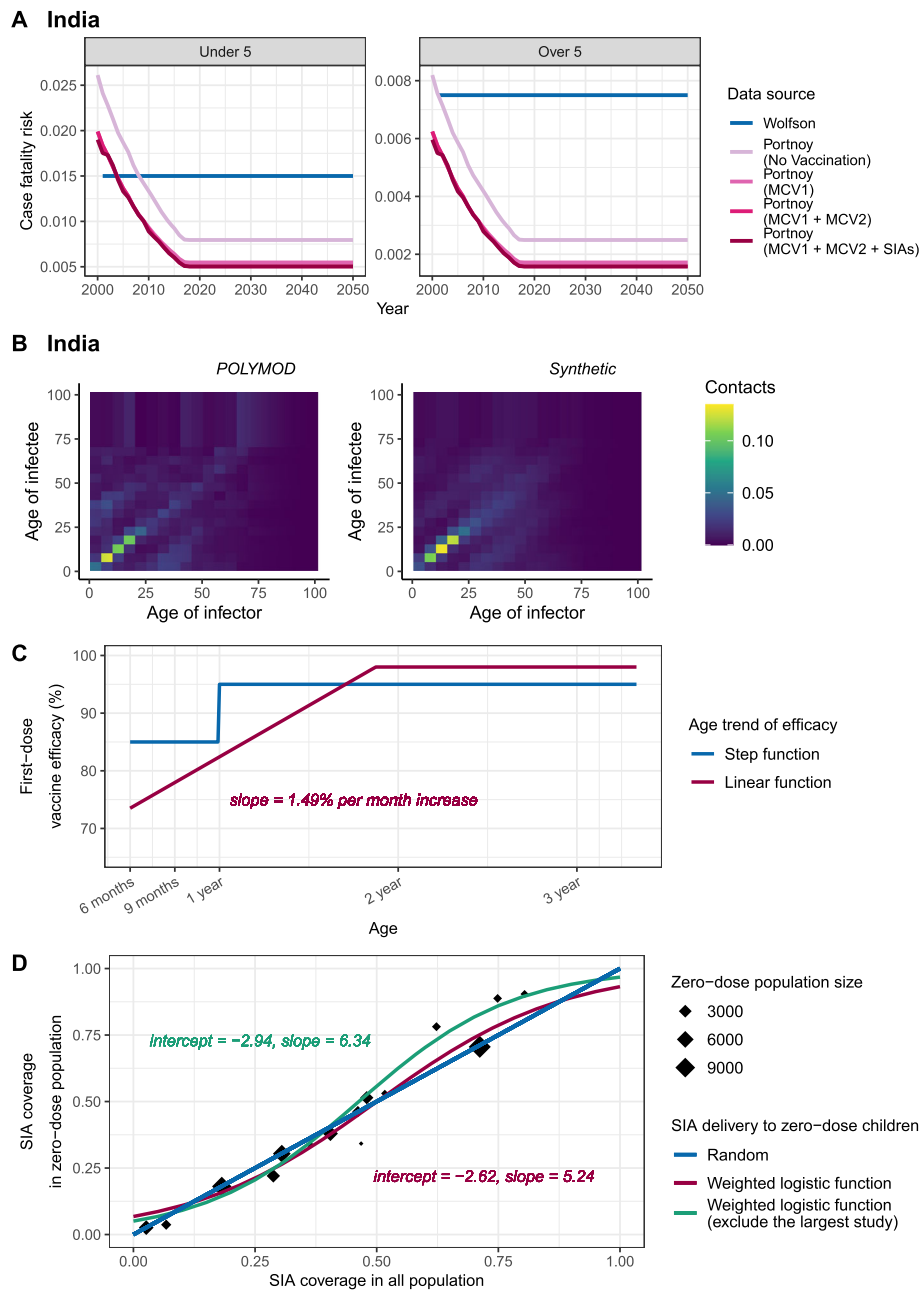 A India
Under 5
Over 5
Case fatality risk
0.025
0.020
0.015
0.010
0.005
0.008
0.006
0.004
0.002
2000 2010 2020 2030 2040 2050
2000 2010 2020 2030 2040 2050
Year
Data source
Wolfson
Portnoy
(No Vaccination)
Portnoy
(MCV1)
Portnoy
(MCV1 + MCV2)
Portnoy
(MCV1 + MCV2 + SIAs)
B India
POLYMOD
Synthetic
Age of infectee
100
75
50
25
0
0 25 50 75 100
Age of infector
Age of infectee
100
75
50
25
0
0 25 50 75 100
Age of infector
Contacts
0.10
0.05
0.00
C
First−dose
vaccine efficacy (%)
100
90
80
70
slope = 1.49% per month increase
6 months
9 months
1 year
2 year
3 year
Age
Age trend of efficacy
Step function
Linear function
D
SIA coverage
in zero−dose population
1.00
0.75
0.50
0.25
0.00
intercept = −2.94, slope = 6.34
intercept = −2.62, slope = 5.24
0.00 0.25 0.50 0.75 1.00
SIA coverage in all population
Zero−dose population size
3000
6000
9000
SIA delivery to zero−dose children
Random
Weighted logistic function
Weighted logistic function
(exclude the largest study)